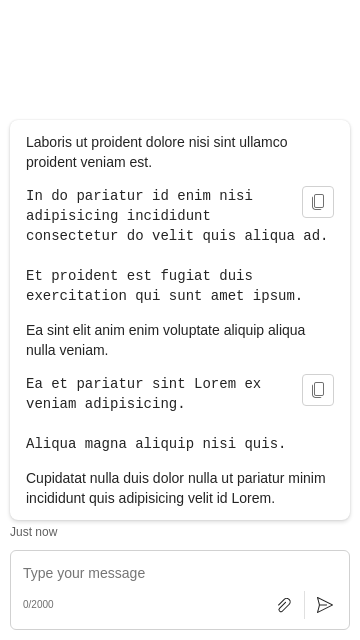 Laboris ut proident dolore nisi sint ullamco
proident veniam est.
In do pariatur id enim nisi
adipisicing incididunt
consectetur do velit quis aliqua ad.
Et proident est fugiat duis
exercitation qui sunt amet ipsum.
Ea sint elit anim enim voluptate aliquip aliqua
nulla veniam.
Ea et pariatur sint Lorem ex
veniam adipisicing.
Aliqua magna aliquip nisi quis.
Cupidatat nulla duis dolor nulla ut pariatur minim
incididunt quis adipisicing velit id Lorem.
Just now
Type your message
0/2000